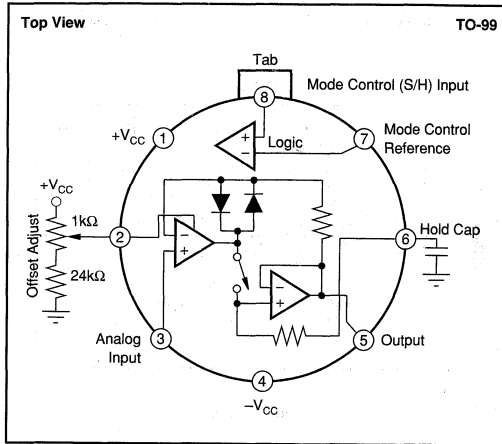 Top View
TO-99
Tab
8
Mode Control (S/H) Input
+VCC
1
+
−
Logic
7
Mode Control
Reference
+VCC
1kΩ
Offset Adjust
24kΩ
2
−
+
6
Hold Cap
−
+
Analog
Input
3
5
Output
4
−VCC